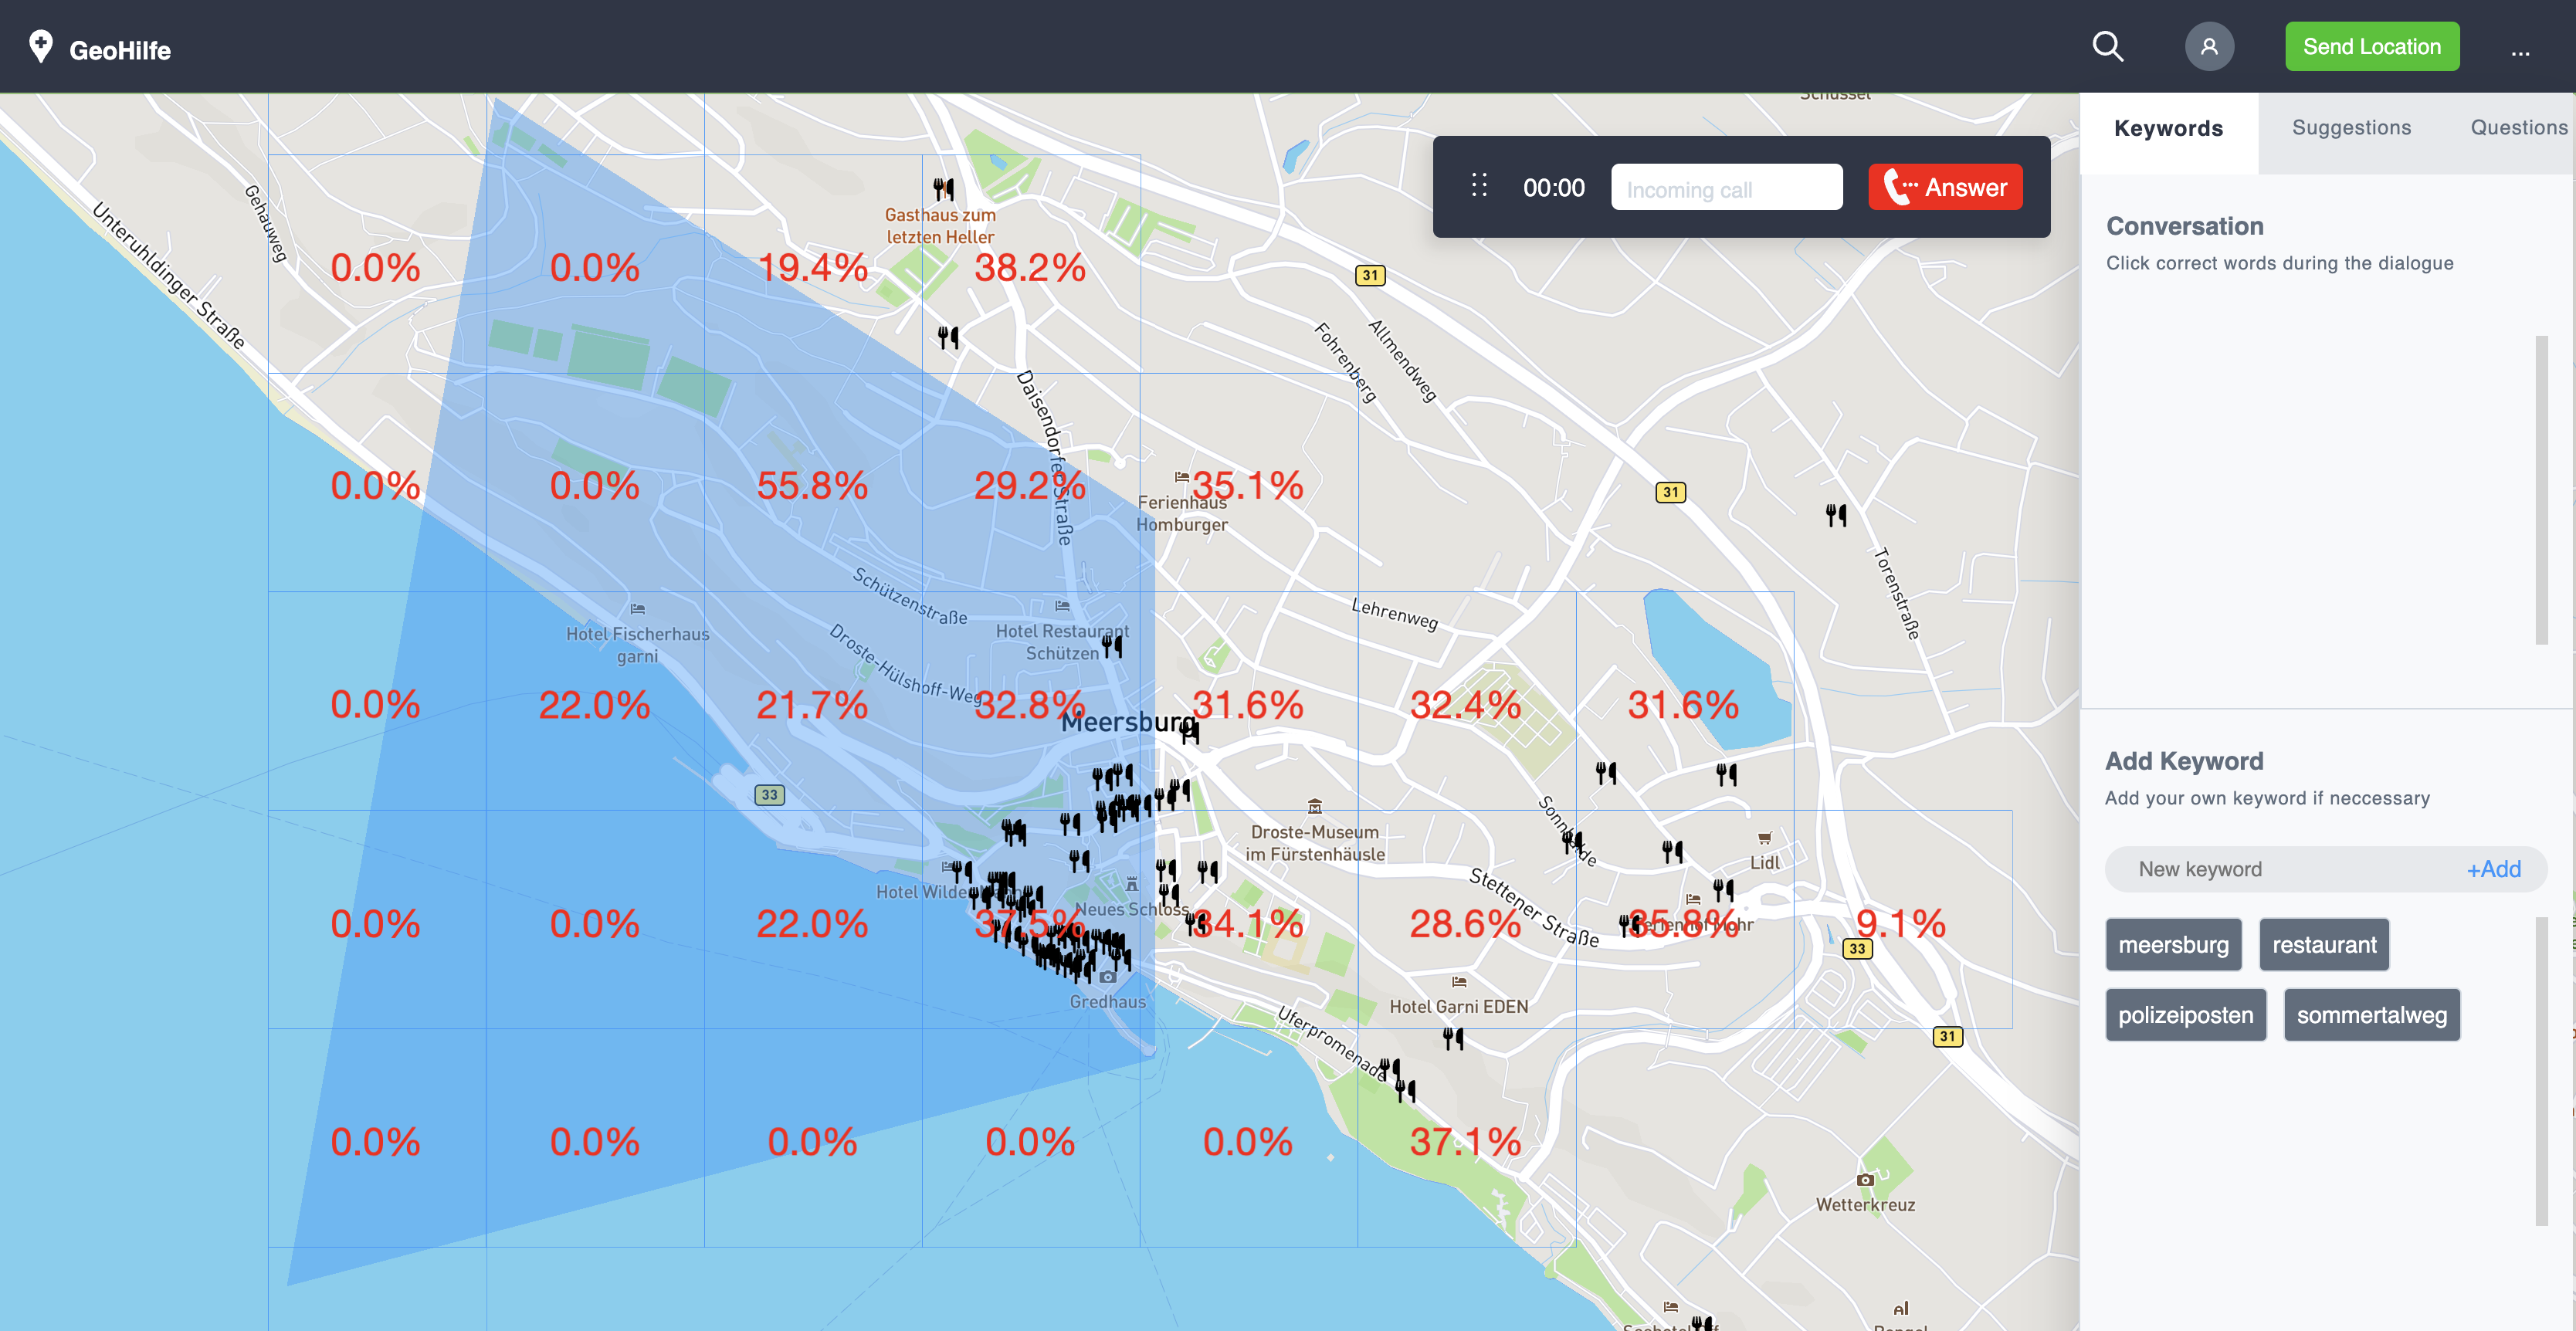 GeoHilfe
Send Location
...
Keywords
Suggestions
Questions
00:00
Incoming call
Answer
Conversation
Click correct words during the dialogue
Add Keyword
Add your own keyword if neccessary
New keyword
+Add
meersburg
restaurant
polizeiposten
sommertalweg
Schüssel
Gehauweg
Unteruhldinger Straße
Gasthaus zum
letzten Heller
0.0%
0.0%
19.4%
38.2%
31
Fohrenberg
Allmendweg
Daisendorfer Straße
0.0%
0.0%
55.8%
29.2%
35.1%
Ferienhaus
Homburger
31
Torenstraße
Schützenstraße
Lehrenweg
Hotel Fischerhaus
garni
Hotel Restaurant
Schützen
Droste-Hülshoff-Weg
0.0%
22.0%
21.7%
32.8%
31.6%
32.4%
31.6%
Meersburg
33
Sonnhalde
Droste-Museum
im Fürstenhäusle
Lidl
Stettener Straße
Neues Schloss
0.0%
0.0%
22.0%
37.5%
34.1%
28.6%
35.8%
9.1%
33
Gredhaus
Hotel Garni EDEN
Uferpromenade
31
0.0%
0.0%
0.0%
0.0%
0.0%
37.1%
Wetterkreuz